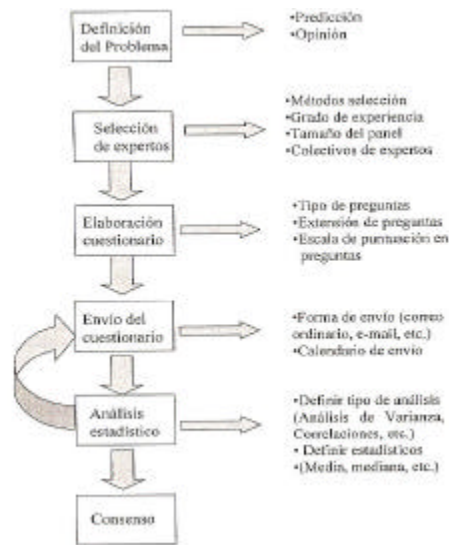 Definición
del Problema
•Predicción
•Opinión
Selección
de expertos
•Métodos selección
•Grado de experiencia
•Tamaño del panel
•Colectivos de expertos
Elaboración
cuestionario
•Tipo de preguntas
•Extensión de preguntas
•Escala de puntuación en
preguntas
Envío del
cuestionario
•Forma de envío (correo
ordinario, e-mail, etc.)
•Calendario de envío
Análisis
estadístico
•Definir tipo de análisis
(Análisis de Varianza,
Correlaciones, etc.)
• Definir estadísticos
•(Media, mediana, etc.)
Consenso